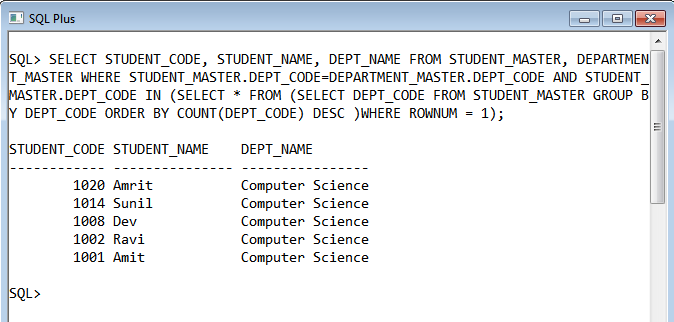 SQL Plus
SQL> SELECT STUDENT_CODE, STUDENT_NAME, DEPT_NAME FROM STUDENT_MASTER, DEPARTMEN
T_MASTER WHERE STUDENT_MASTER.DEPT_CODE=DEPARTMENT_MASTER.DEPT_CODE AND STUDENT_
MASTER.DEPT_CODE IN (SELECT * FROM (SELECT DEPT_CODE FROM STUDENT_MASTER GROUP B
Y DEPT_CODE ORDER BY COUNT(DEPT_CODE) DESC )WHERE ROWNUM = 1);
STUDENT_CODE STUDENT_NAME    DEPT_NAME
------------ --------------- ----------------
        1020 Amrit           Computer Science
        1014 Sunil           Computer Science
        1008 Dev             Computer Science
        1002 Ravi            Computer Science
        1001 Amit            Computer Science
SQL>